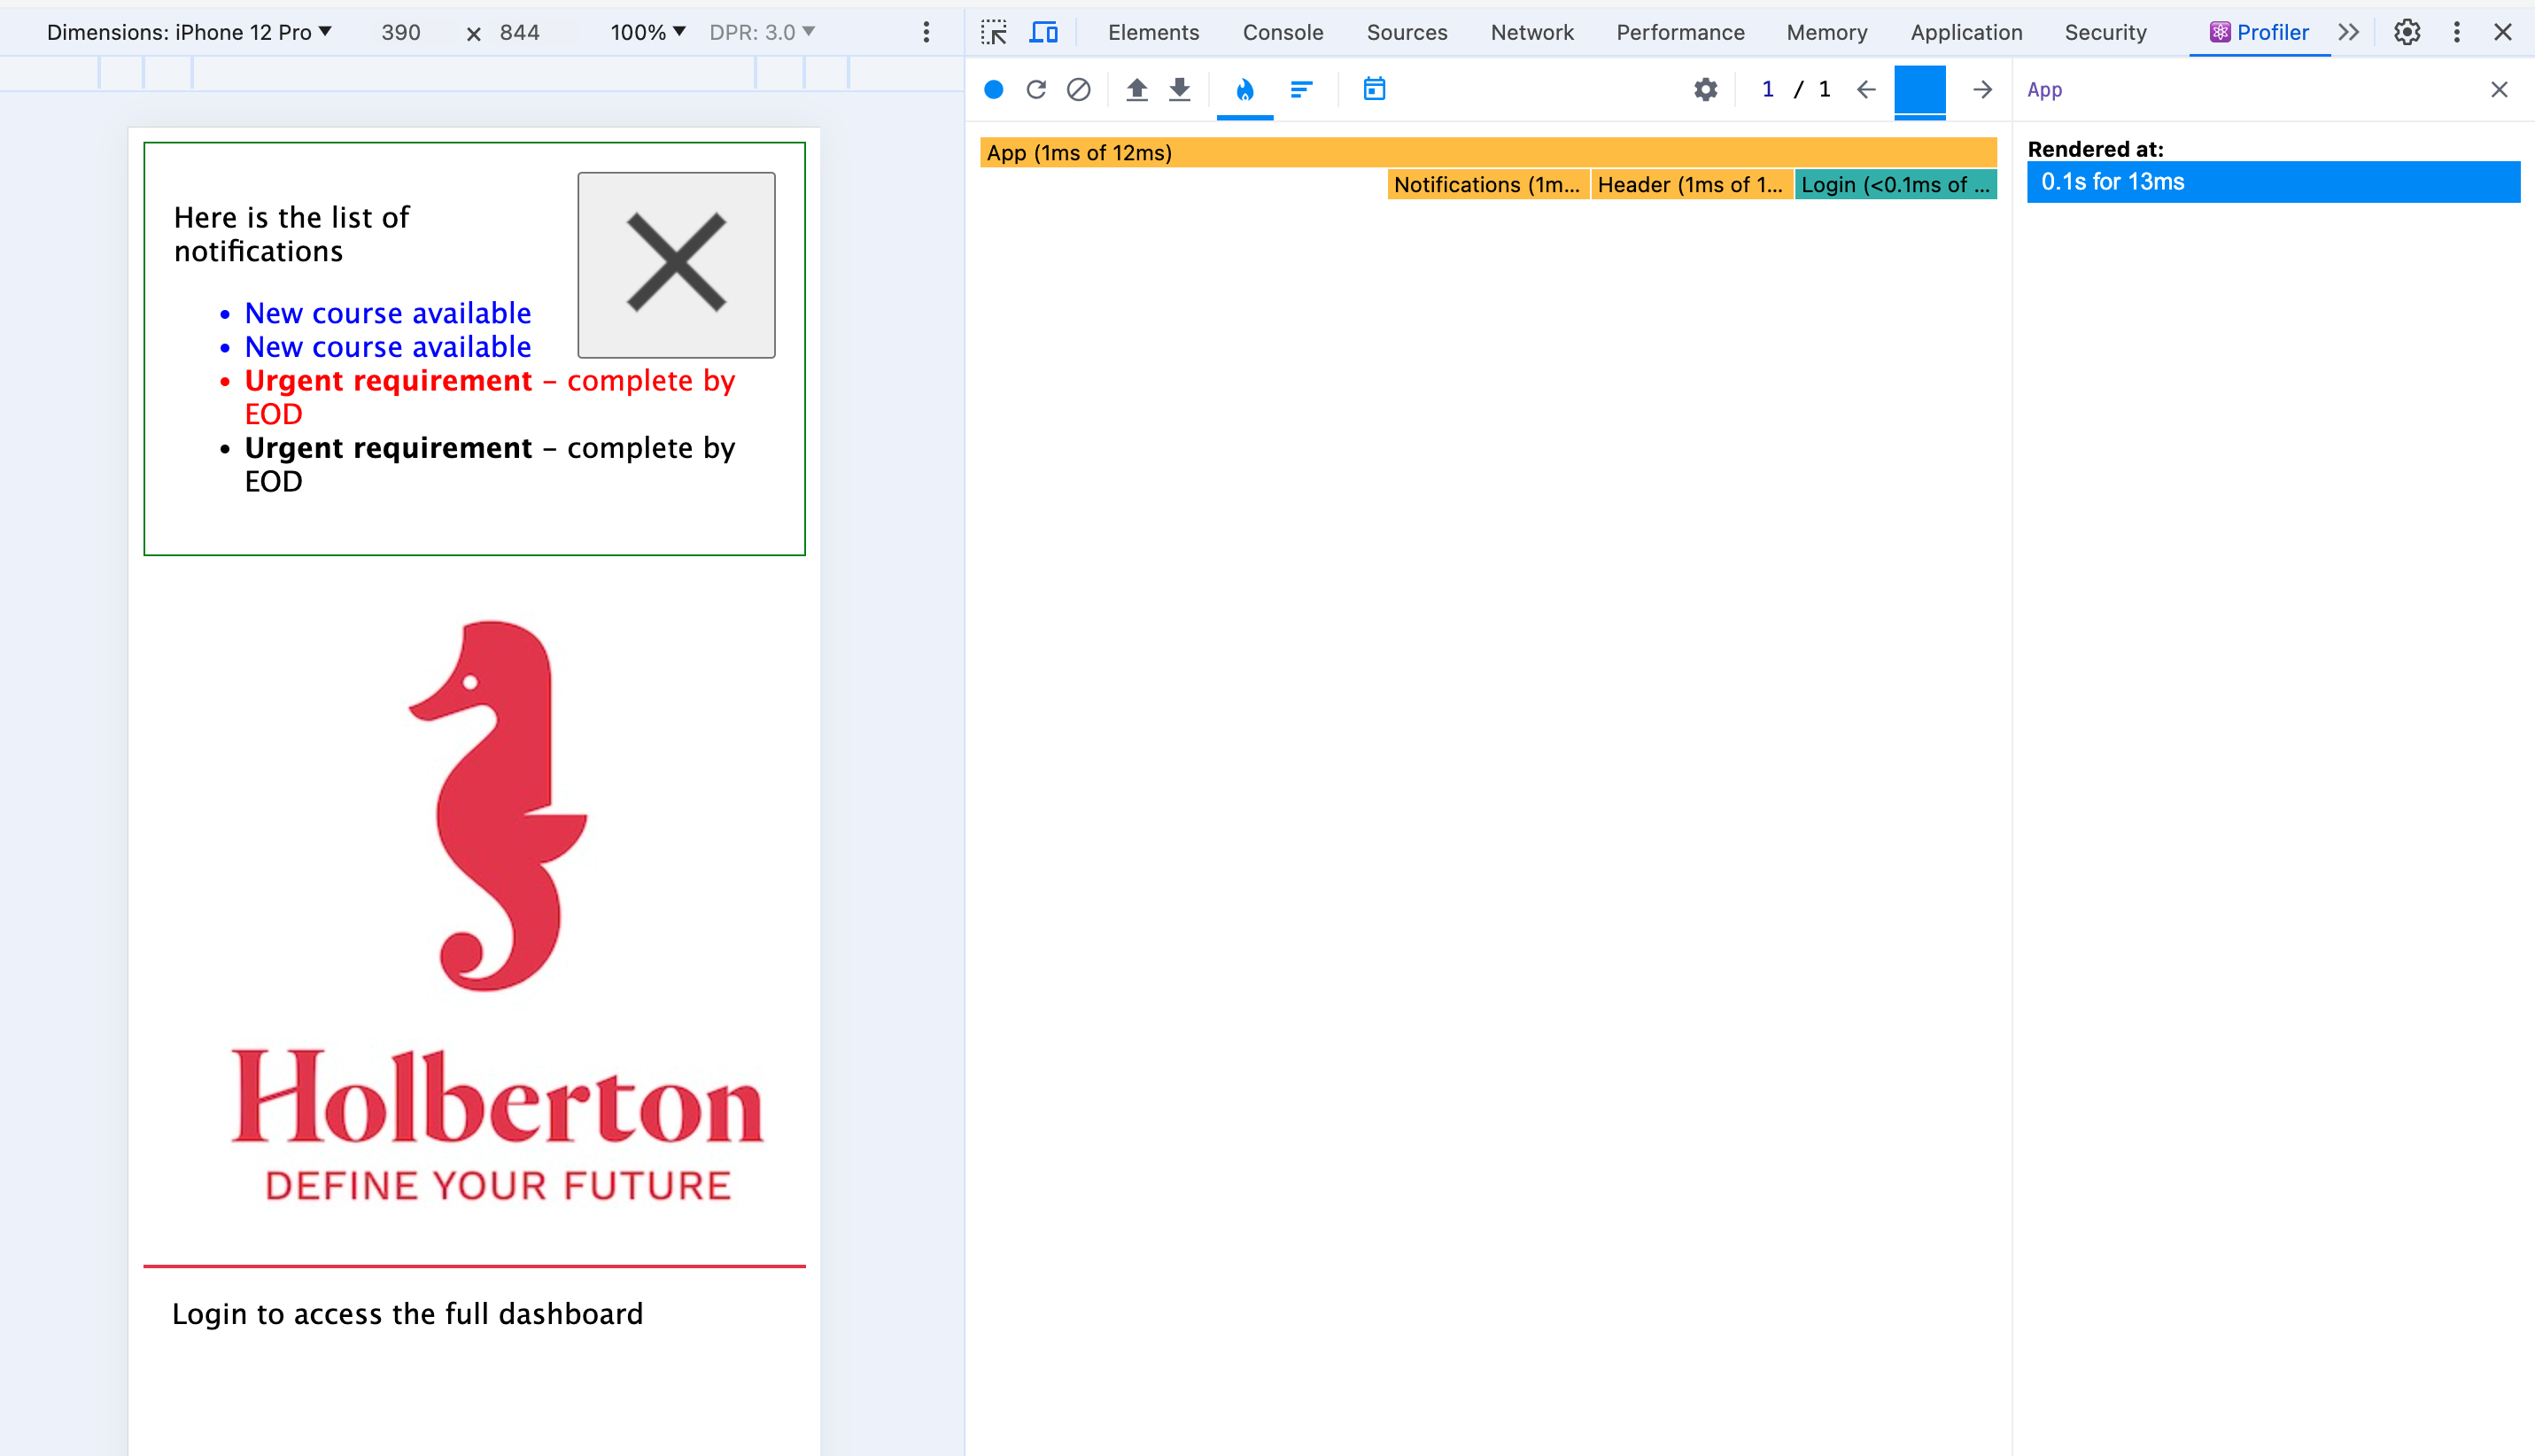 Dimensions: iPhone 12 Pro 390 × 844 100% DPR: 3.0
Elements Console Sources Network Performance Memory Application Security Profiler
1 / 1
App
App (1ms of 12ms)
Notifications (1m... Header (1ms of 1... Login (<0.1ms of ...
Rendered at:
0.1s for 13ms
Here is the list of
notifications
• New course available
• New course available
• Urgent requirement - complete by
EOD
• Urgent requirement - complete by
EOD
Holberton
DEFINE YOUR FUTURE
Login to access the full dashboard